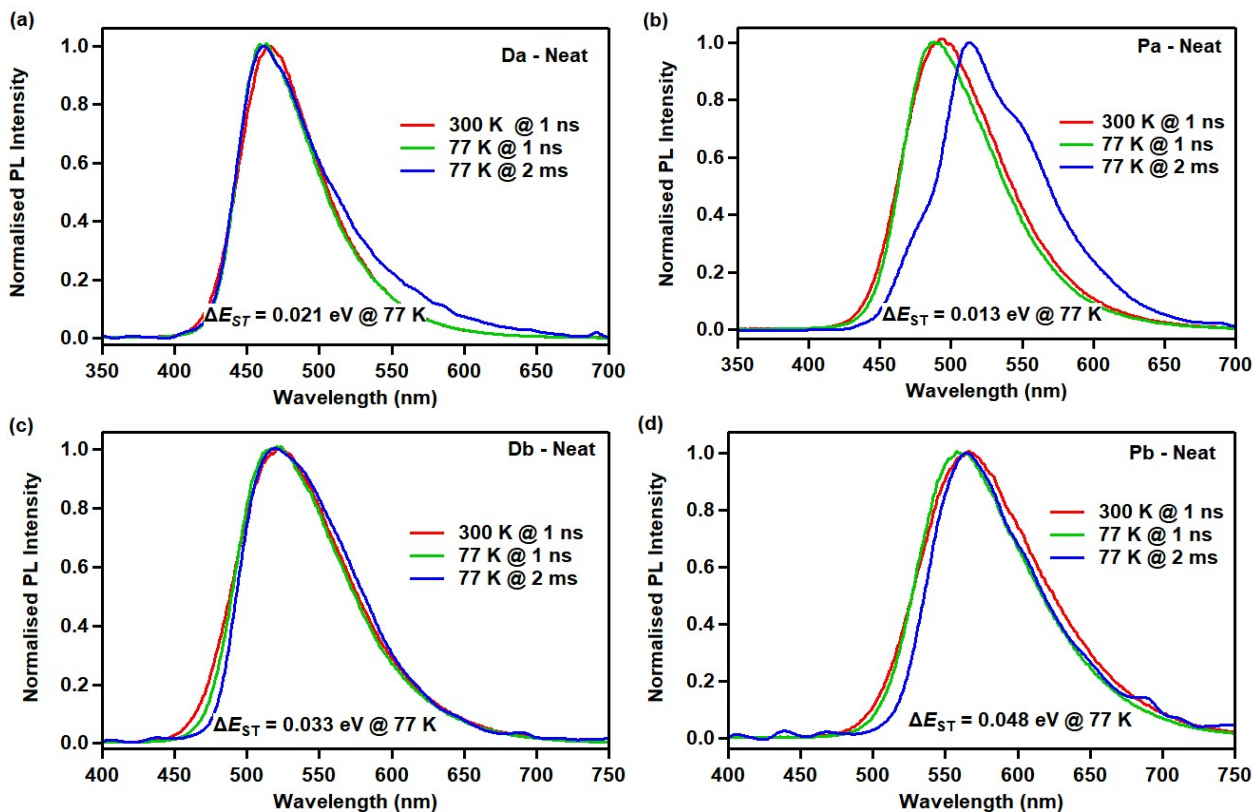 (a)
Da - Neat
300 K @ 1 ns
77 K @ 1 ns
77 K @ 2 ms
ΔE_ST = 0.021 eV @ 77 K
Normalised PL Intensity
1.0
0.8
0.6
0.4
0.2
0.0
350 400 450 500 550 600 650 700
Wavelength (nm)
(b)
Pa - Neat
300 K @ 1 ns
77 K @ 1 ns
77 K @ 2 ms
ΔE_ST = 0.013 eV @ 77 K
Normalised PL Intensity
1.0
0.8
0.6
0.4
0.2
0.0
350 400 450 500 550 600 650 700
Wavelength (nm)
(c)
Db - Neat
300 K @ 1 ns
77 K @ 1 ns
77 K @ 2 ms
ΔE_ST = 0.033 eV @ 77 K
Normalised PL Intensity
1.0
0.8
0.6
0.4
0.2
0.0
400 450 500 550 600 650 700 750
Wavelength (nm)
(d)
Pb - Neat
300 K @ 1 ns
77 K @ 1 ns
77 K @ 2 ms
ΔE_ST = 0.048 eV @ 77 K
Normalised PL Intensity
1.0
0.8
0.6
0.4
0.2
0.0
400 450 500 550 600 650 700 750
Wavelength (nm)